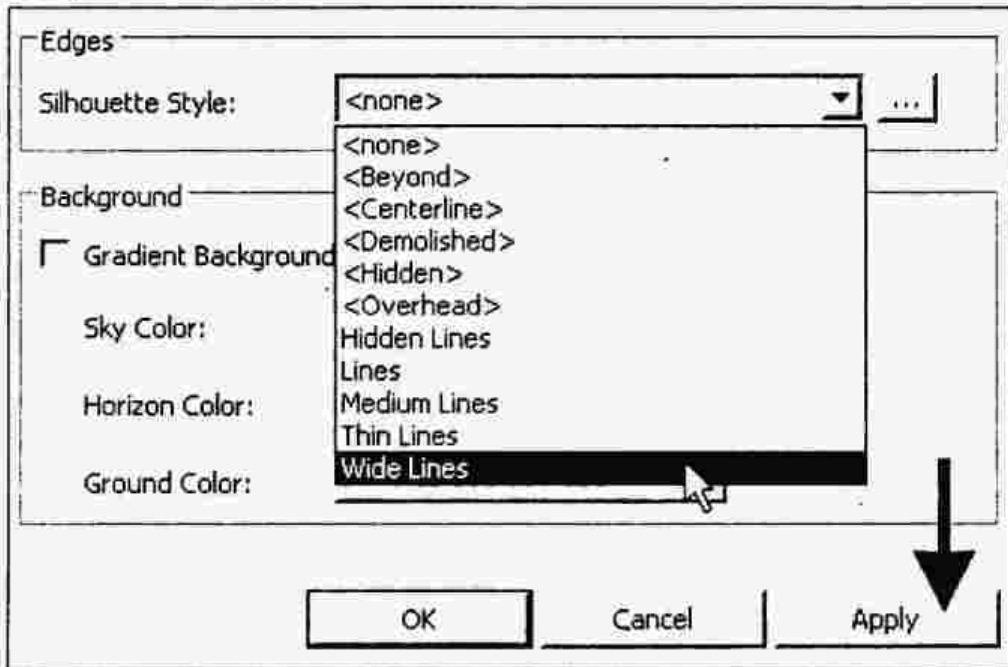 Edges
Silhouette Style:
<none>
...
<none>
<Beyond>
<Centerline>
<Demolished>
<Hidden>
<Overhead>
Hidden Lines
Lines
Medium Lines
Thin Lines
Wide Lines
Background
Gradient Background
Sky Color:
Horizon Color:
Ground Color:
OK
Cancel
Apply